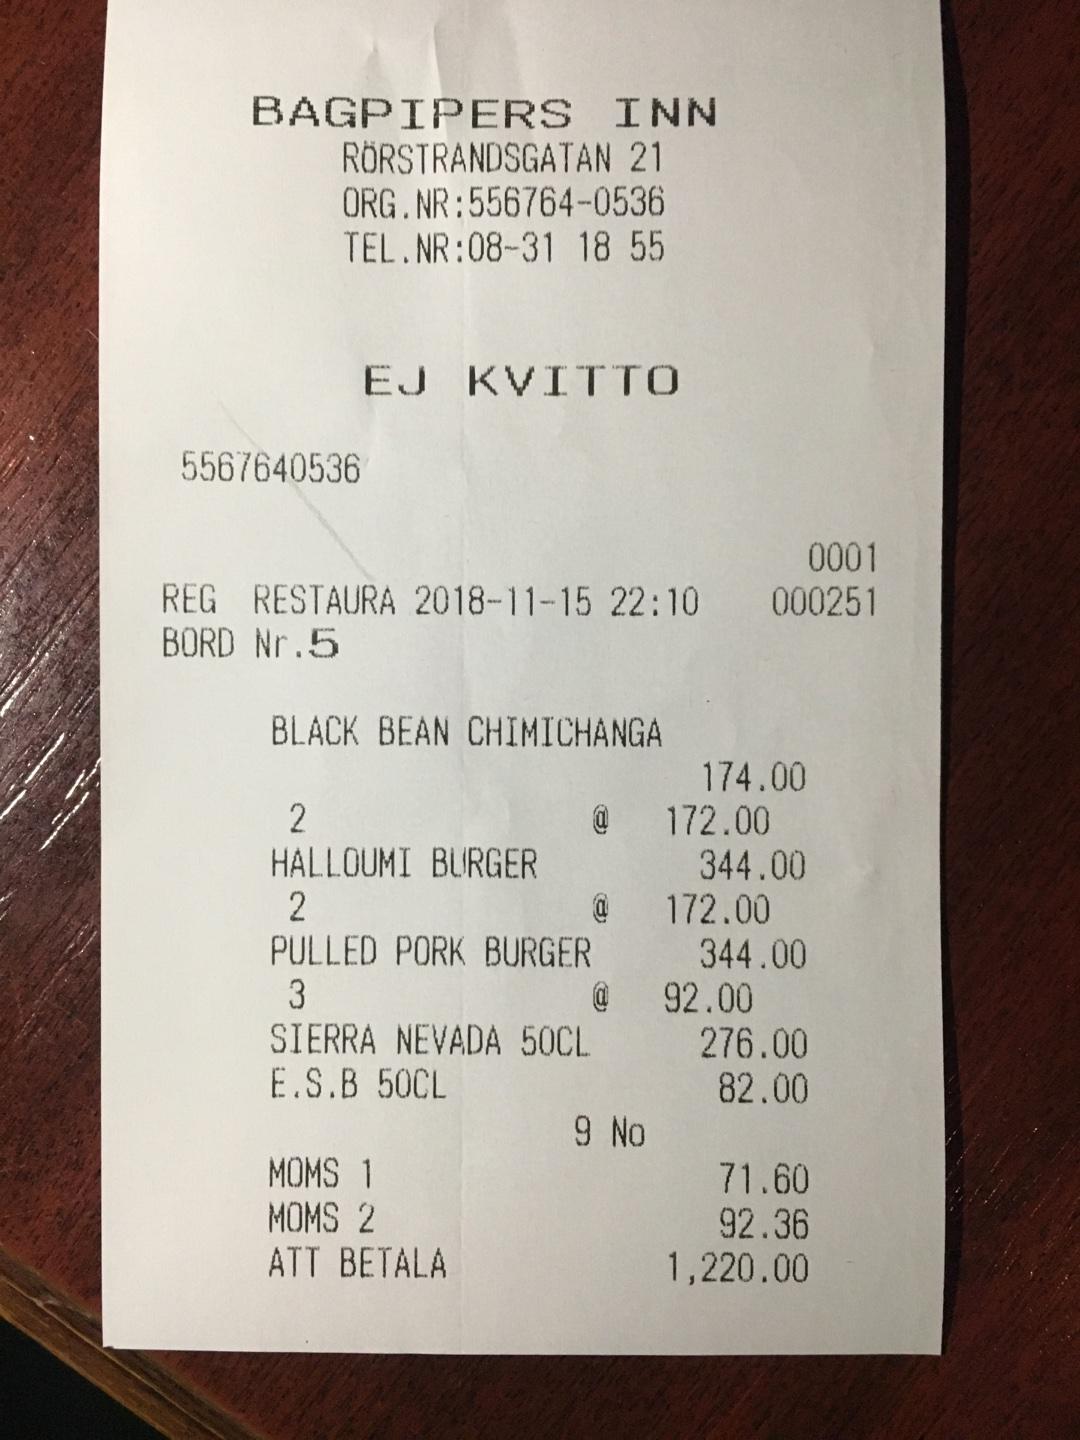 BAGPIPERS INN
RÖRSTRANDSGATAN 21
ORG.NR:556764-0536
TEL.NR:08-31 18 55
EJ KVITTO
5567640536
0001
REG RESTAURA 2018-11-15 22:10 000251
BORD Nr.5
BLACK BEAN CHIMICHANGA
174.00
2 @ 172.00
HALLOUMI BURGER 344.00
2 @ 172.00
PULLED PORK BURGER 344.00
3 @ 92.00
SIERRA NEVADA 50CL 276.00
E.S.B 50CL 82.00
9 No
MOMS 1 71.60
MOMS 2 92.36
ATT BETALA 1,220.00